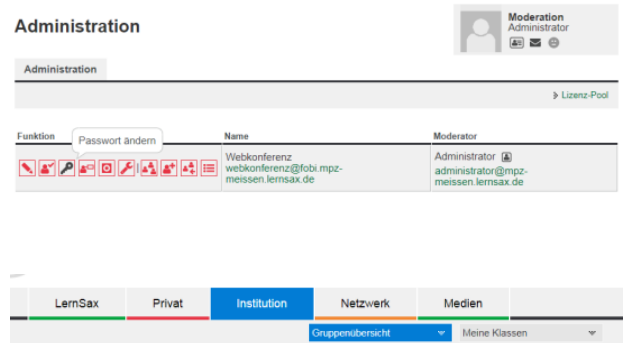 Administration
Moderation
Administrator
Administration
Lizenz-Pool
Funktion
Passwort ändern
Name
Moderator
Webkonferenz
webkonferenz@fobi.mpz-
meissen.lernsax.de
Administrator
administrator@mpz-
meissen.lernsax.de
LernSax
Privat
Institution
Netzwerk
Medien
Gruppenübersicht
Meine Klassen